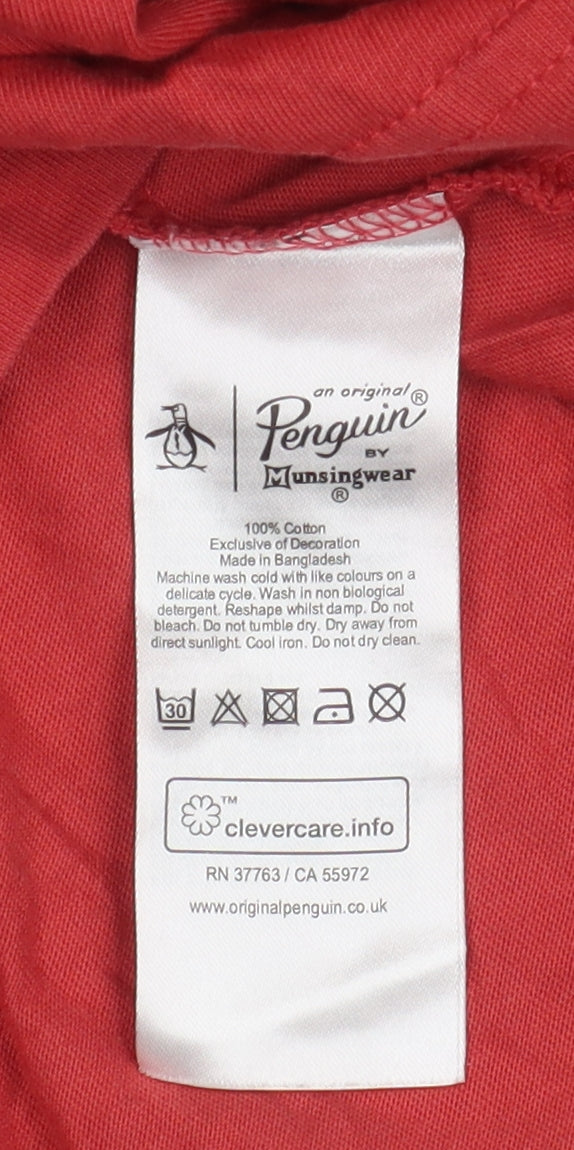 an original®
Penguin
BY
Munsingwear
®
100% Cotton
Exclusive of Decoration
Made in Bangladesh
Machine wash cold with like colours on a
delicate cycle. Wash in non biological
detergent. Reshape whilst damp. Do not
bleach. Do not tumble dry. Dry away from
direct sunlight. Cool iron. Do not dry clean.
30
™
clevercare.info
RN 37763 / CA 55972
www.originalpenguin.co.uk